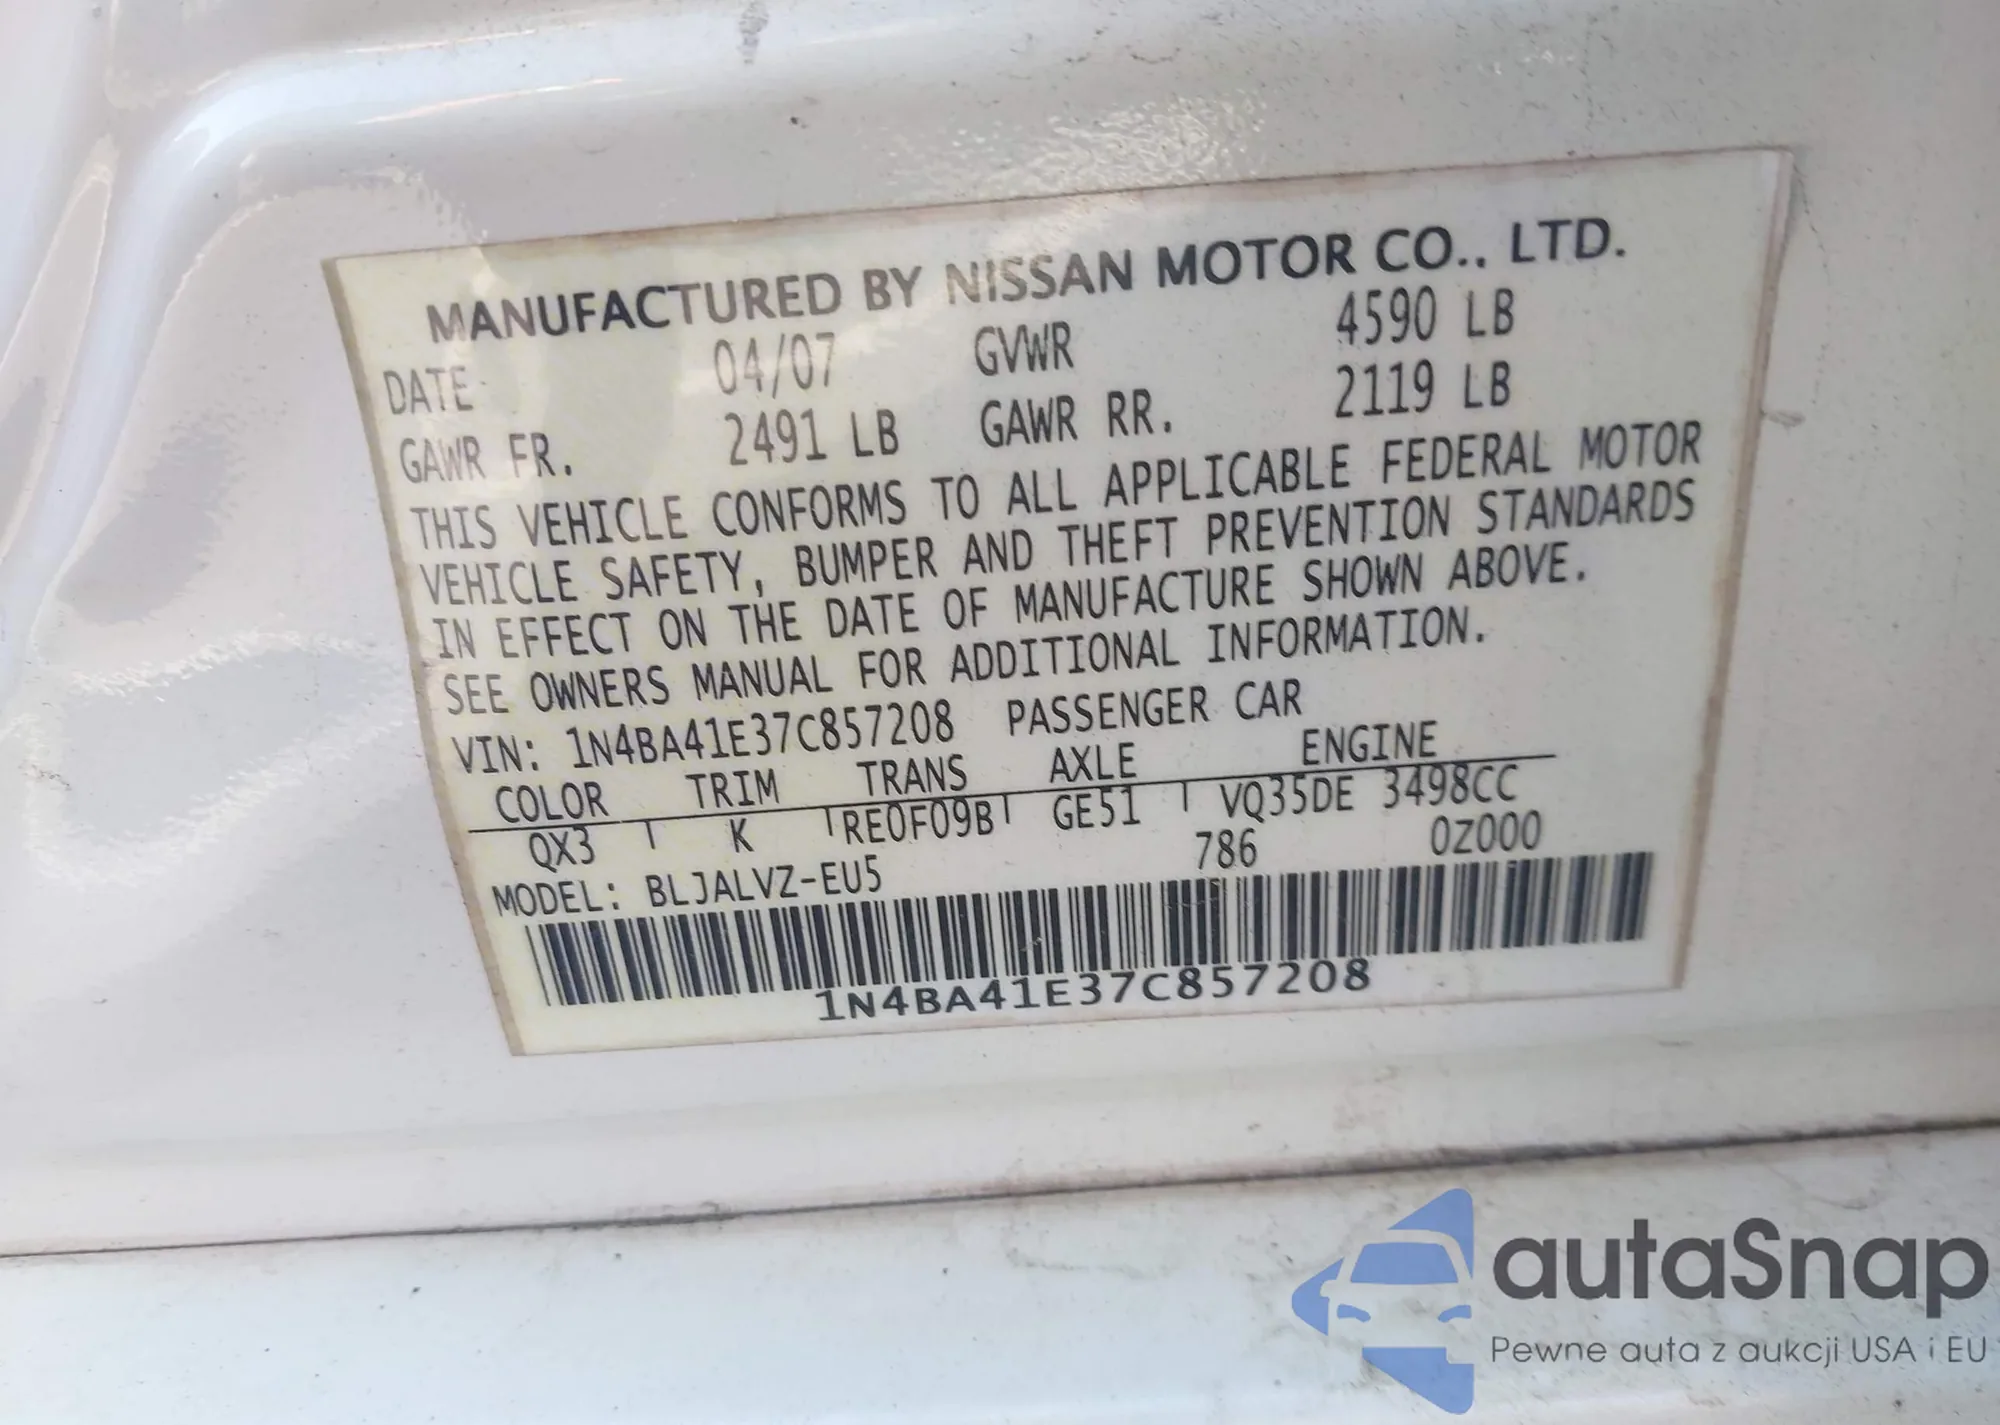 MANUFACTURED BY NISSAN MOTOR CO., LTD.
DATE 04/07 GVWR 4590 LB
GAWR FR. 2491 LB GAWR RR. 2119 LB
THIS VEHICLE CONFORMS TO ALL APPLICABLE FEDERAL MOTOR
VEHICLE SAFETY, BUMPER AND THEFT PREVENTION STANDARDS
IN EFFECT ON THE DATE OF MANUFACTURE SHOWN ABOVE.
SEE OWNERS MANUAL FOR ADDITIONAL INFORMATION.
VIN: 1N4BA41E37C857208 PASSENGER CAR
COLOR TRIM TRANS AXLE ENGINE
QX3 K RE0F09B GE51 VQ35DE 3498CC
MODEL: BLJALVZ-EU5 786 0Z000
1N4BA41E37C857208
autaSnap
Pewne auta z aukcji USA i EU